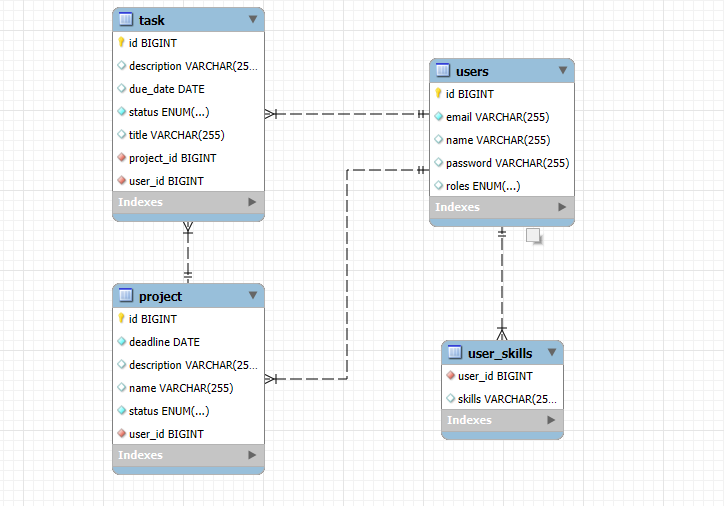 task
id BIGINT
description VARCHAR(25...
due_date DATE
status ENUM(...)
title VARCHAR(255)
project_id BIGINT
user_id BIGINT
Indexes
users
id BIGINT
email VARCHAR(255)
name VARCHAR(255)
password VARCHAR(255)
roles ENUM(...)
Indexes
project
id BIGINT
deadline DATE
description VARCHAR(25...
name VARCHAR(255)
status ENUM(...)
user_id BIGINT
Indexes
user_skills
user_id BIGINT
skills VARCHAR(25...
Indexes